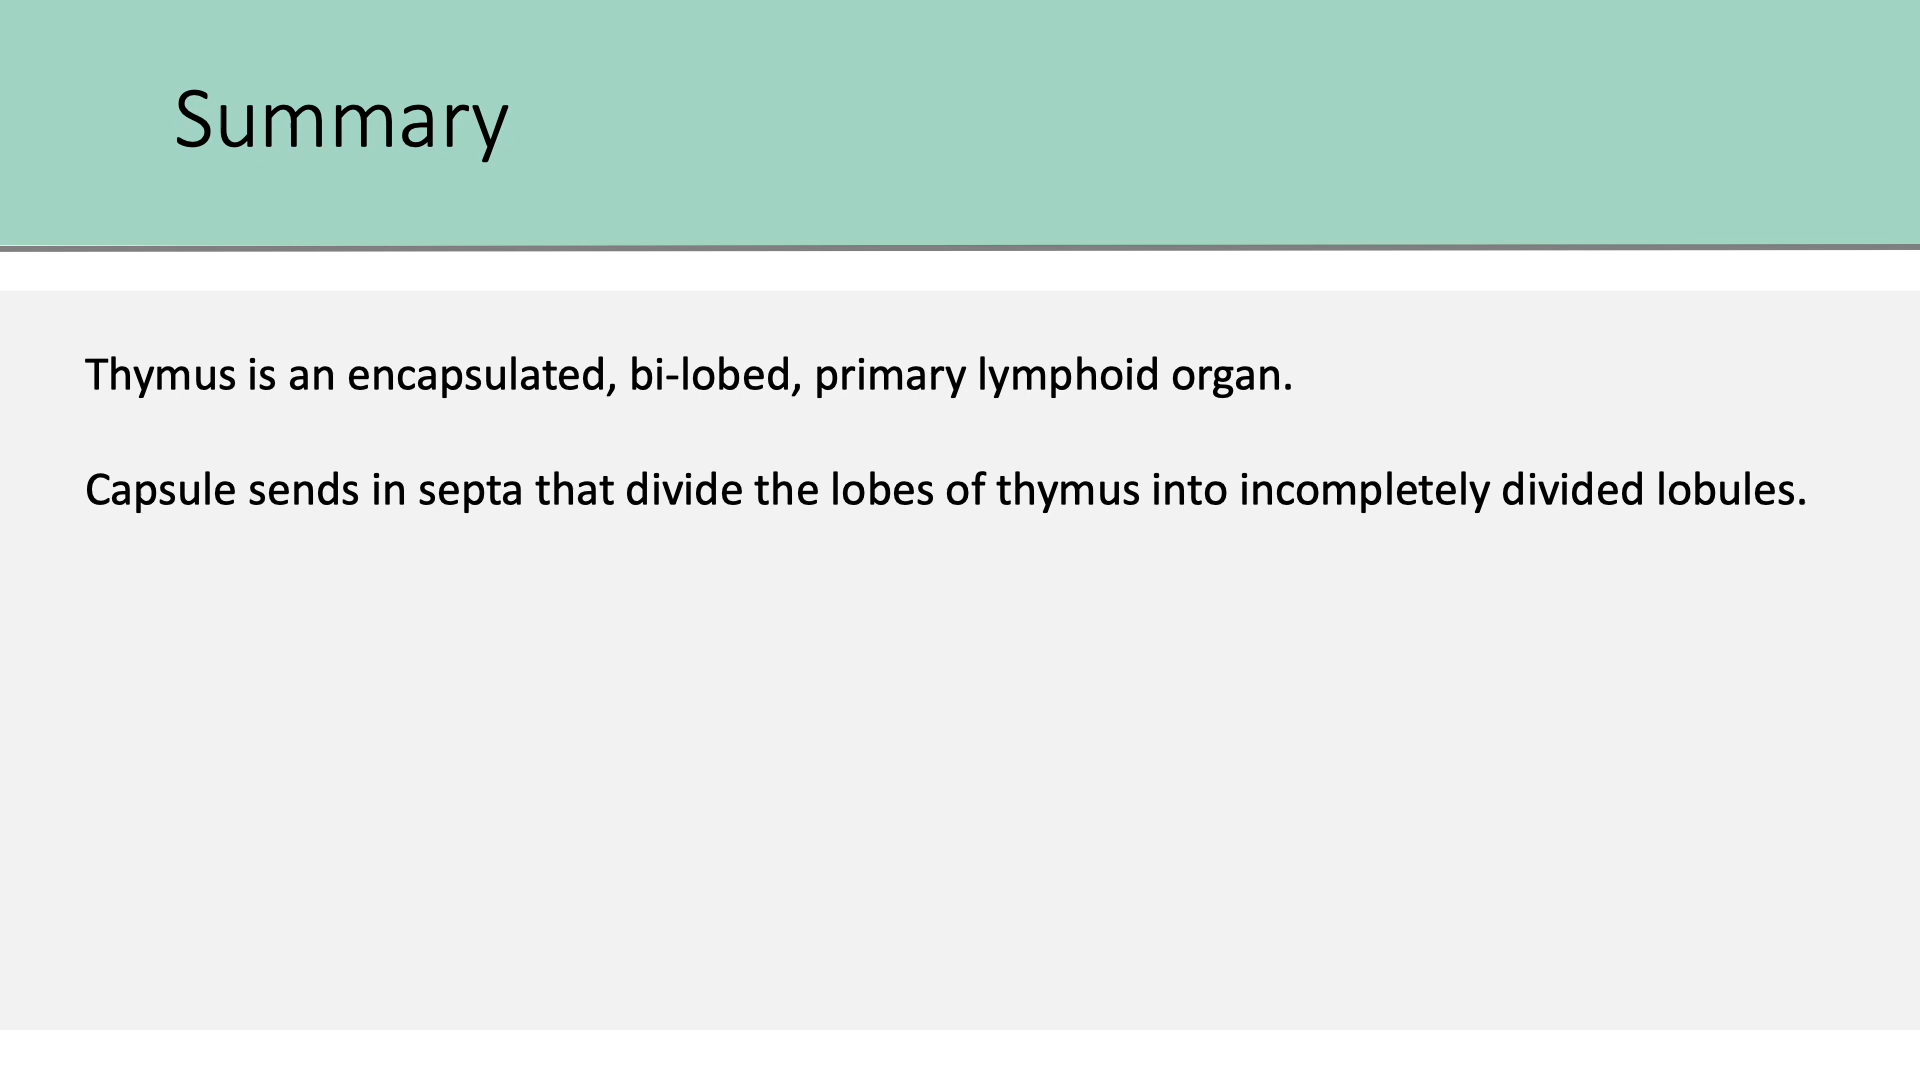 Summary
Thymus is an encapsulated, bi-lobed, primary lymphoid organ.
Capsule sends in septa that divide the lobes of thymus into incompletely divided lobules.